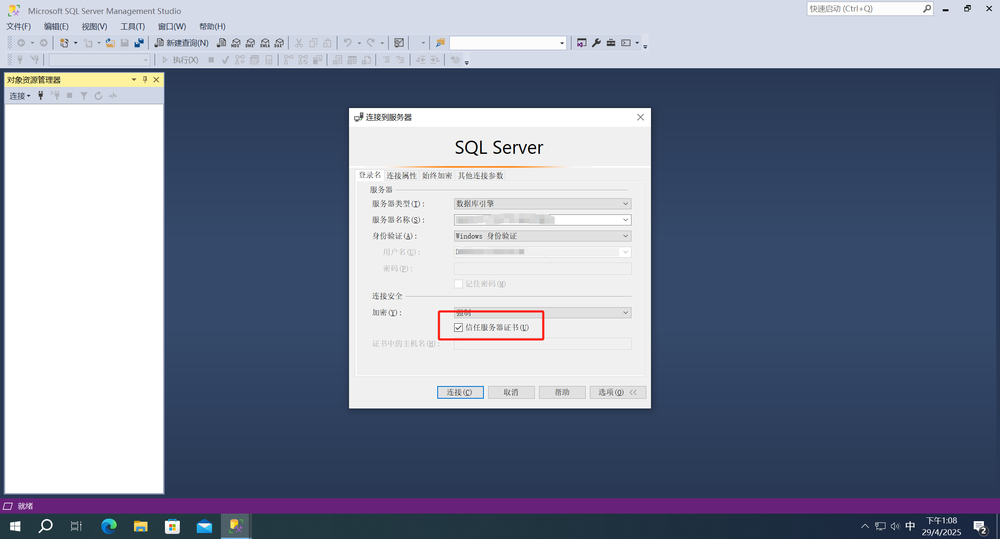 Microsoft SQL Server Management Studio
快速启动 (Ctrl+Q)
文件(F) 编辑(E) 视图(V) 工具(T) 窗口(W) 帮助(H)
新建查询(N) MDX DMX XMLA DAX
执行(X)
对象资源管理器
连接
连接到服务器
SQL Server
登录名 连接属性 始终加密 其他连接参数
服务器
服务器类型(T): 数据库引擎
服务器名称(S):
身份验证(A): Windows 身份验证
用户名(U): D
密码(P):
记住密码(M)
连接安全
加密(Y): 强制
信任服务器证书(U)
证书中的主机名(H):
连接(C) 取消 帮助 选项(O) <<
就绪
中
下午1:08
29/4/2025
2